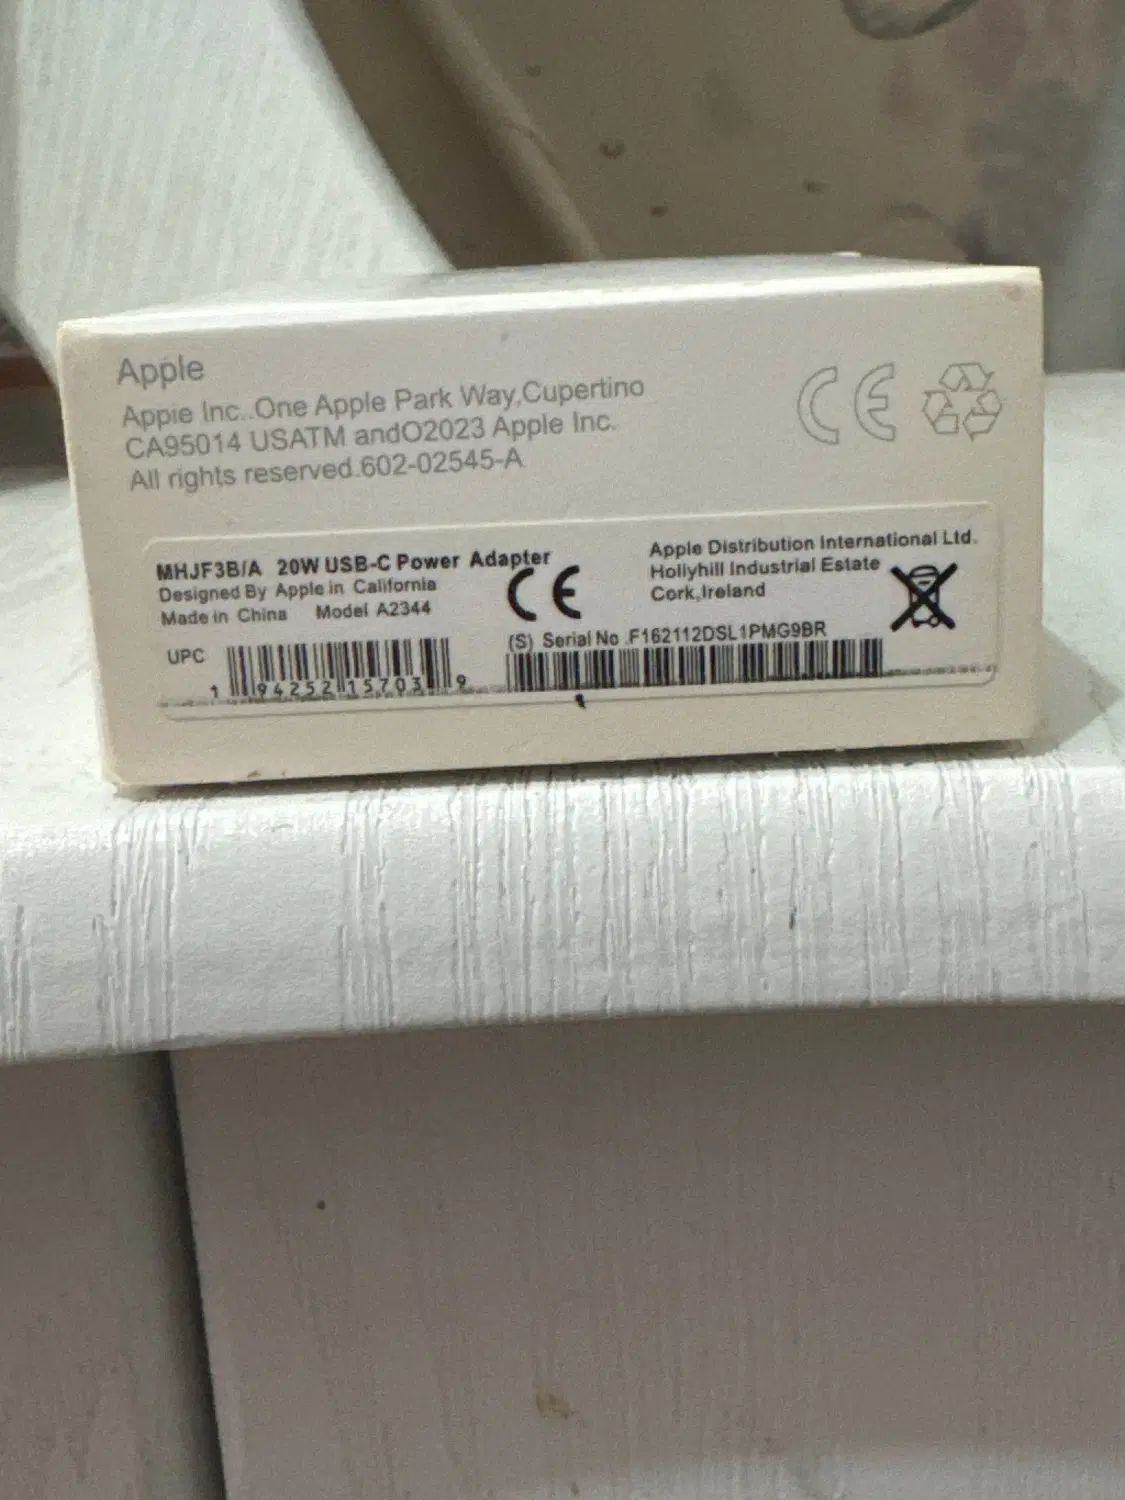 Apple
Appie Inc..One Apple Park Way,Cupertino
CA95014 USATM andO2023 Apple Inc.
All rights reserved.602-02545-A
MHJF3B/A 20W USB-C Power Adapter
Designed By Apple in California
Made in China Model A2344
CE
Apple Distribution International Ltd.
Hollyhill Industrial Estate
Cork,Ireland
CE
(S) Serial No .F162112DSL1PMG9BR
UPC
1 94252 15703 9